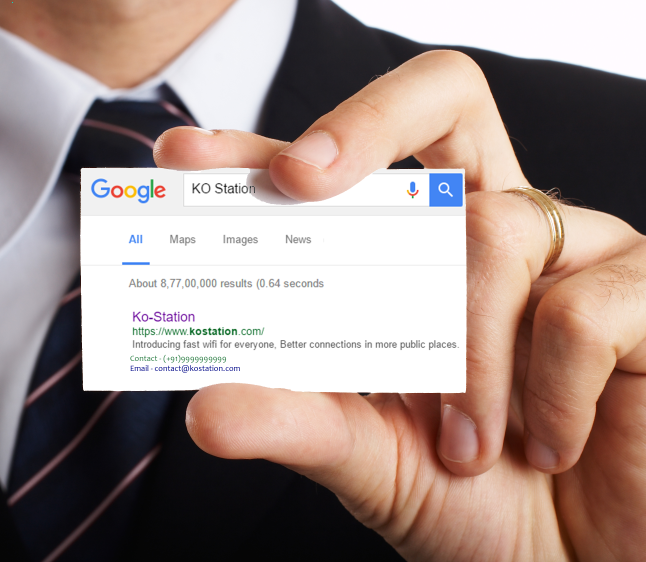 Google KO Station
All Maps Images News
About 8,77,00,000 results (0.64 seconds
Ko-Station
https://www.kostation.com/
Introducing fast wifi for everyone, Better connections in more public places.
Contact - (+91)9999999999
Email - contact@kostation.com